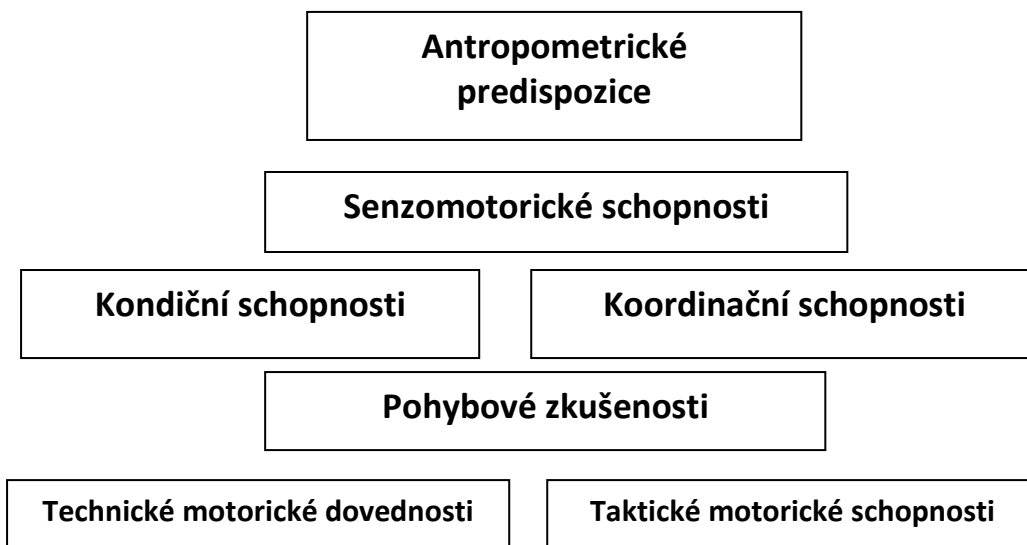 Antropometrické
predispozice
Senzomotorické schopnosti
Kondiční schopnosti
Koordinační schopnosti
Pohybové zkušenosti
Technické motorické dovednosti
Taktické motorické schopnosti